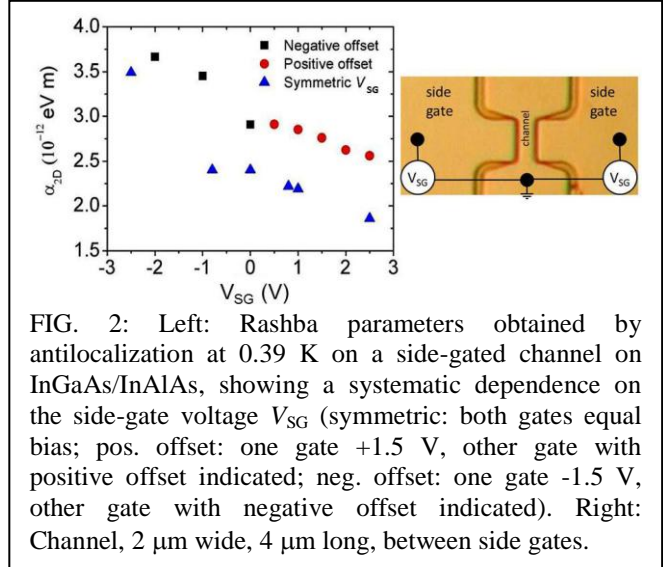 4.0
3.5
3.0
2.5
2.0
1.5
α2D (10⁻¹² eV m)
-3 -2 -1 0 1 2 3
VSG (V)
Negative offset
Positive offset
Symmetric VSG
side gate
channel
side gate
VSG
VSG
FIG. 2: Left: Rashba parameters obtained by
antilocalization at 0.39 K on a side-gated channel on
InGaAs/InAlAs, showing a systematic dependence on
the side-gate voltage VSG (symmetric: both gates equal
bias; pos. offset: one gate +1.5 V, other gate with
positive offset indicated; neg. offset: one gate -1.5 V,
other gate with negative offset indicated). Right:
Channel, 2 μm wide, 4 μm long, between side gates.